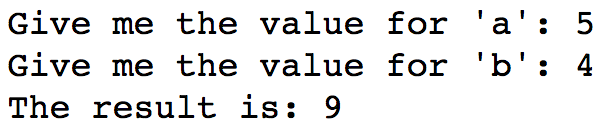 Give me the value for 'a': 5
Give me the value for 'b': 4
The result is: 9